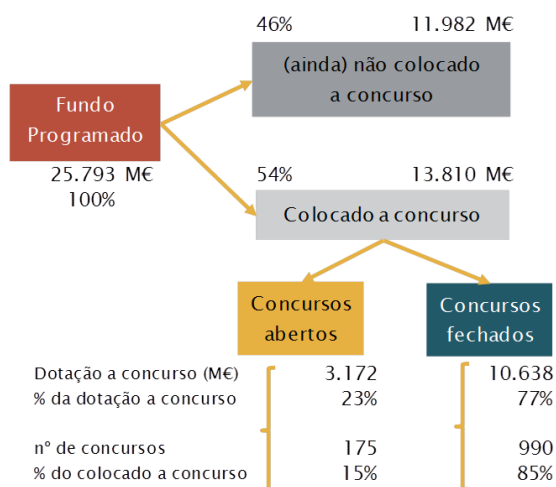 46% 11.982 M€
(ainda) não colocado
a concurso
Fundo
Programado
25.793 M€
100%
54% 13.810 M€
Colocado a concurso
Concursos
abertos
Concursos
fechados
Dotação a concurso (M€) 3.172 10.638
% da dotação a concurso 23% 77%
nº de concursos 175 990
% do colocado a concurso 15% 85%